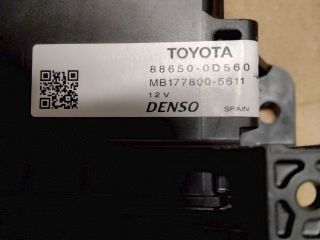 TOYOTA
88650-0D560
MB177800-5611
12V
DENSO SPAIN